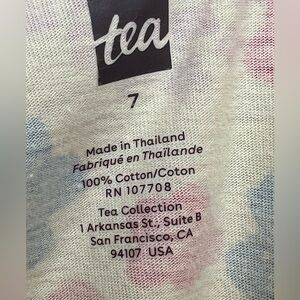 tea
7
Made in Thailand
Fabriqué en Thaïlande
100% Cotton/Coton
RN 107708
Tea Collection
1 Arkansas St., Suite B
San Francisco, CA
94107 USA